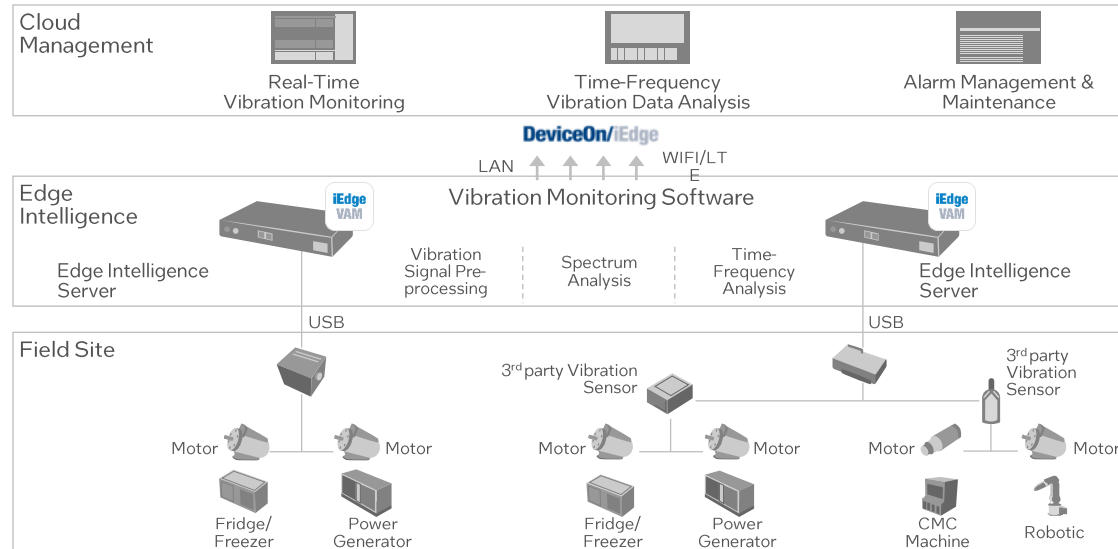 Cloud
Management
Real-Time
Vibration Monitoring
Time-Frequency
Vibration Data Analysis
Alarm Management &
Maintenance
DeviceOn/iEdge
LAN
WIFI/LT
E
Edge
Intelligence
iEdge
VAM
Vibration Monitoring Software
iEdge
VAM
Edge Intelligence
Server
Vibration
Signal Pre-
processing
Spectrum
Analysis
Time-
Frequency
Analysis
Edge Intelligence
Server
USB
USB
Field Site
3rd party Vibration
Sensor
3rd party
Vibration
Sensor
Motor
Motor
Motor
Motor
Motor
Motor
Fridge/
Freezer
Power
Generator
Fridge/
Freezer
Power
Generator
CMC
Machine
Robotic